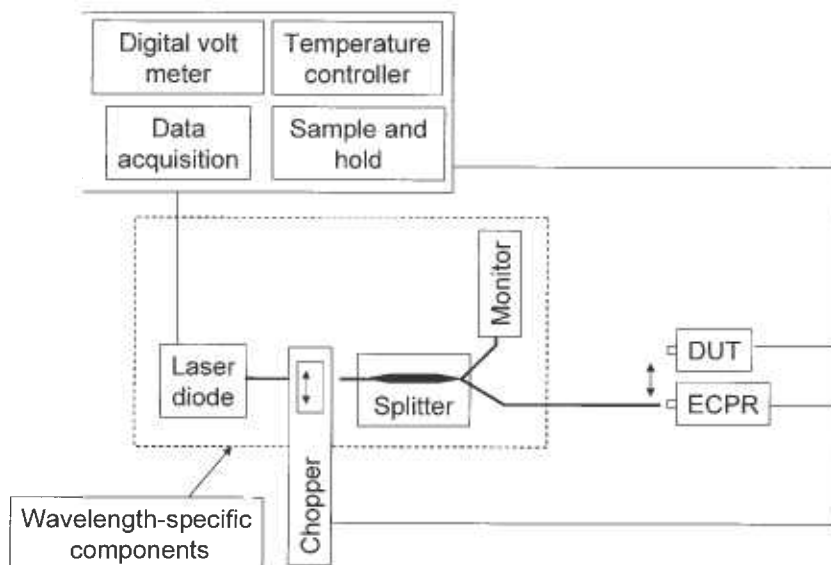 Digital volt
meter
Temperature
controller
Data
acquisition
Sample and
hold
Monitor
Laser
diode
Splitter
DUT
ECPR
Chopper
Wavelength-specific
components